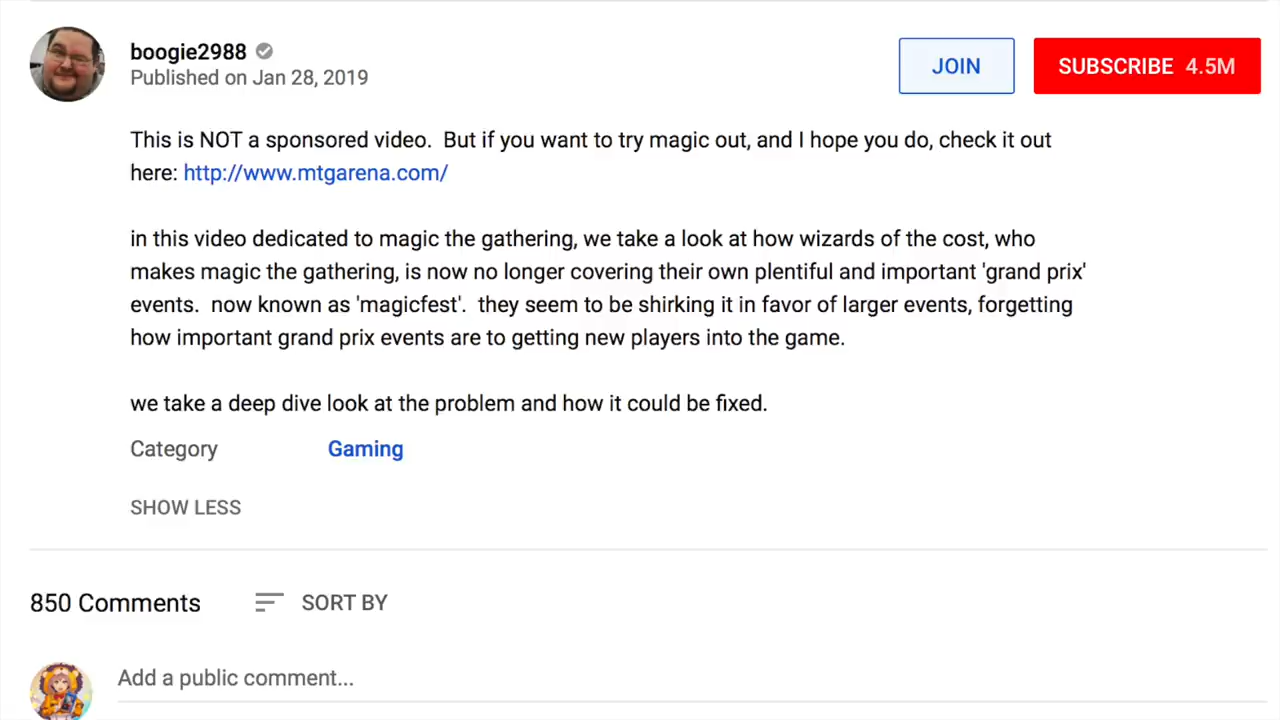 boogie2988
Published on Jan 28, 2019
JOIN
SUBSCRIBE 4.5M
This is NOT a sponsored video.  But if you want to try magic out, and I hope you do, check it out
here: http://www.mtgarena.com/
in this video dedicated to magic the gathering, we take a look at how wizards of the cost, who
makes magic the gathering, is now no longer covering their own plentiful and important 'grand prix'
events.  now known as 'magicfest'.  they seem to be shirking it in favor of larger events, forgetting
how important grand prix events are to getting new players into the game.
we take a deep dive look at the problem and how it could be fixed.
Category Gaming
SHOW LESS
850 Comments SORT BY
Add a public comment...